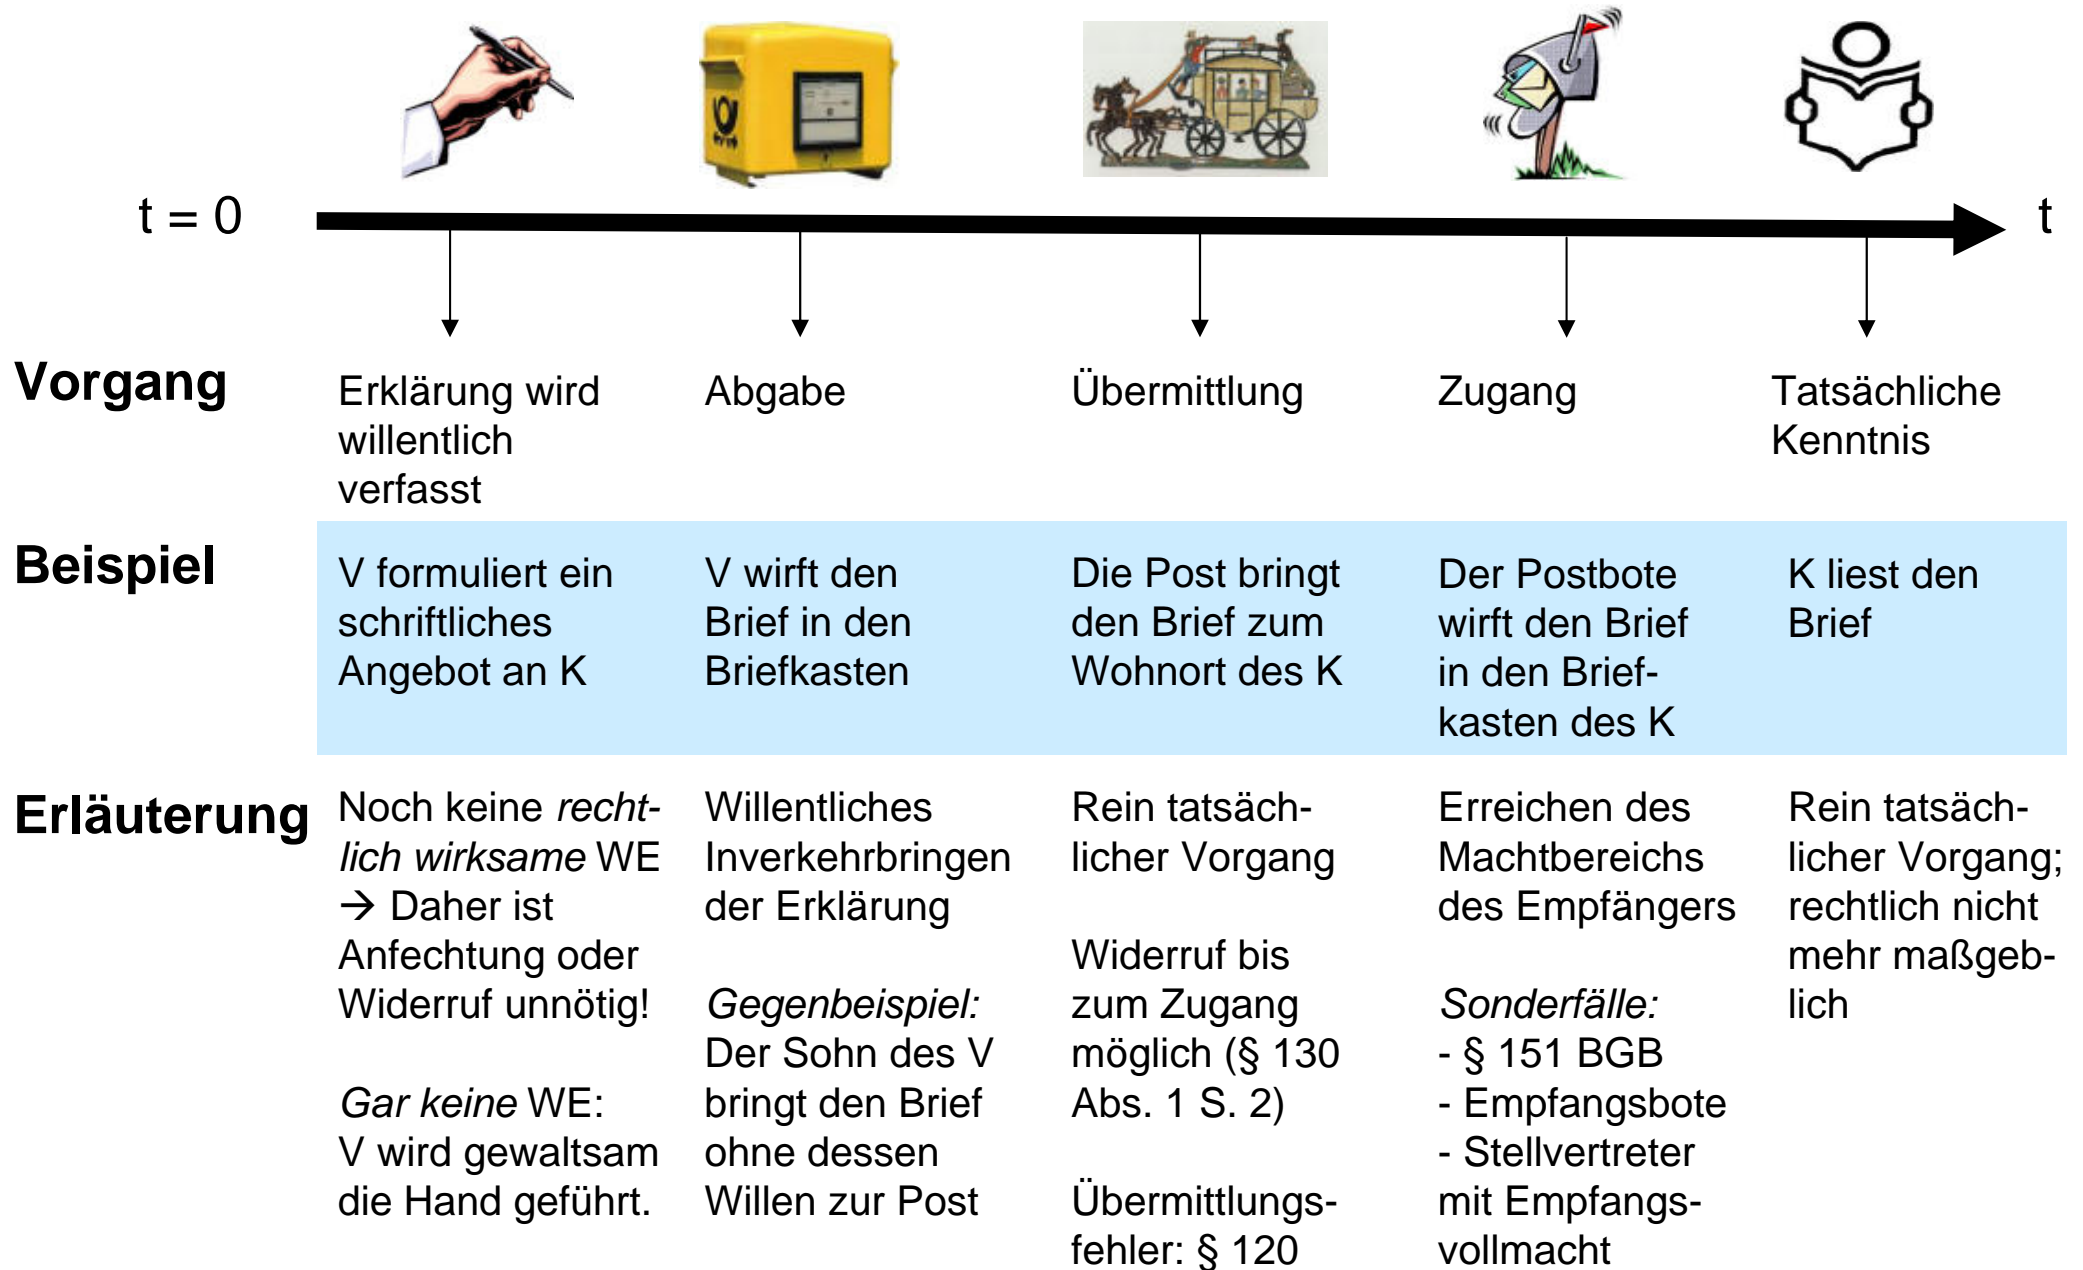 t = 0
t
Vorgang
Erklärung wird
willentlich
verfasst
Abgabe
Übermittlung
Zugang
Tatsächliche
Kenntnis
Beispiel
V formuliert ein
schriftliches
Angebot an K
V wirft den
Brief in den
Briefkasten
Die Post bringt
den Brief zum
Wohnort des K
Der Postbote
wirft den Brief
in den Brief-
kasten des K
K liest den
Brief
Erläuterung
Noch keine recht-
lich wirksame WE
→ Daher ist
Anfechtung oder
Widerruf unnötig!
Gar keine WE:
V wird gewaltsam
die Hand geführt.
Willentliches
Inverkehrbringen
der Erklärung
Gegenbeispiel:
Der Sohn des V
bringt den Brief
ohne dessen
Willen zur Post
Rein tatsäch-
licher Vorgang
Widerruf bis
zum Zugang
möglich (§ 130
Abs. 1 S. 2)
Übermittlungs-
fehler: § 120
Erreichen des
Machtbereichs
des Empfängers
Sonderfälle:
- § 151 BGB
- Empfangsbote
- Stellvertreter
mit Empfangs-
vollmacht
Rein tatsäch-
licher Vorgang;
rechtlich nicht
mehr maßgeb-
lich